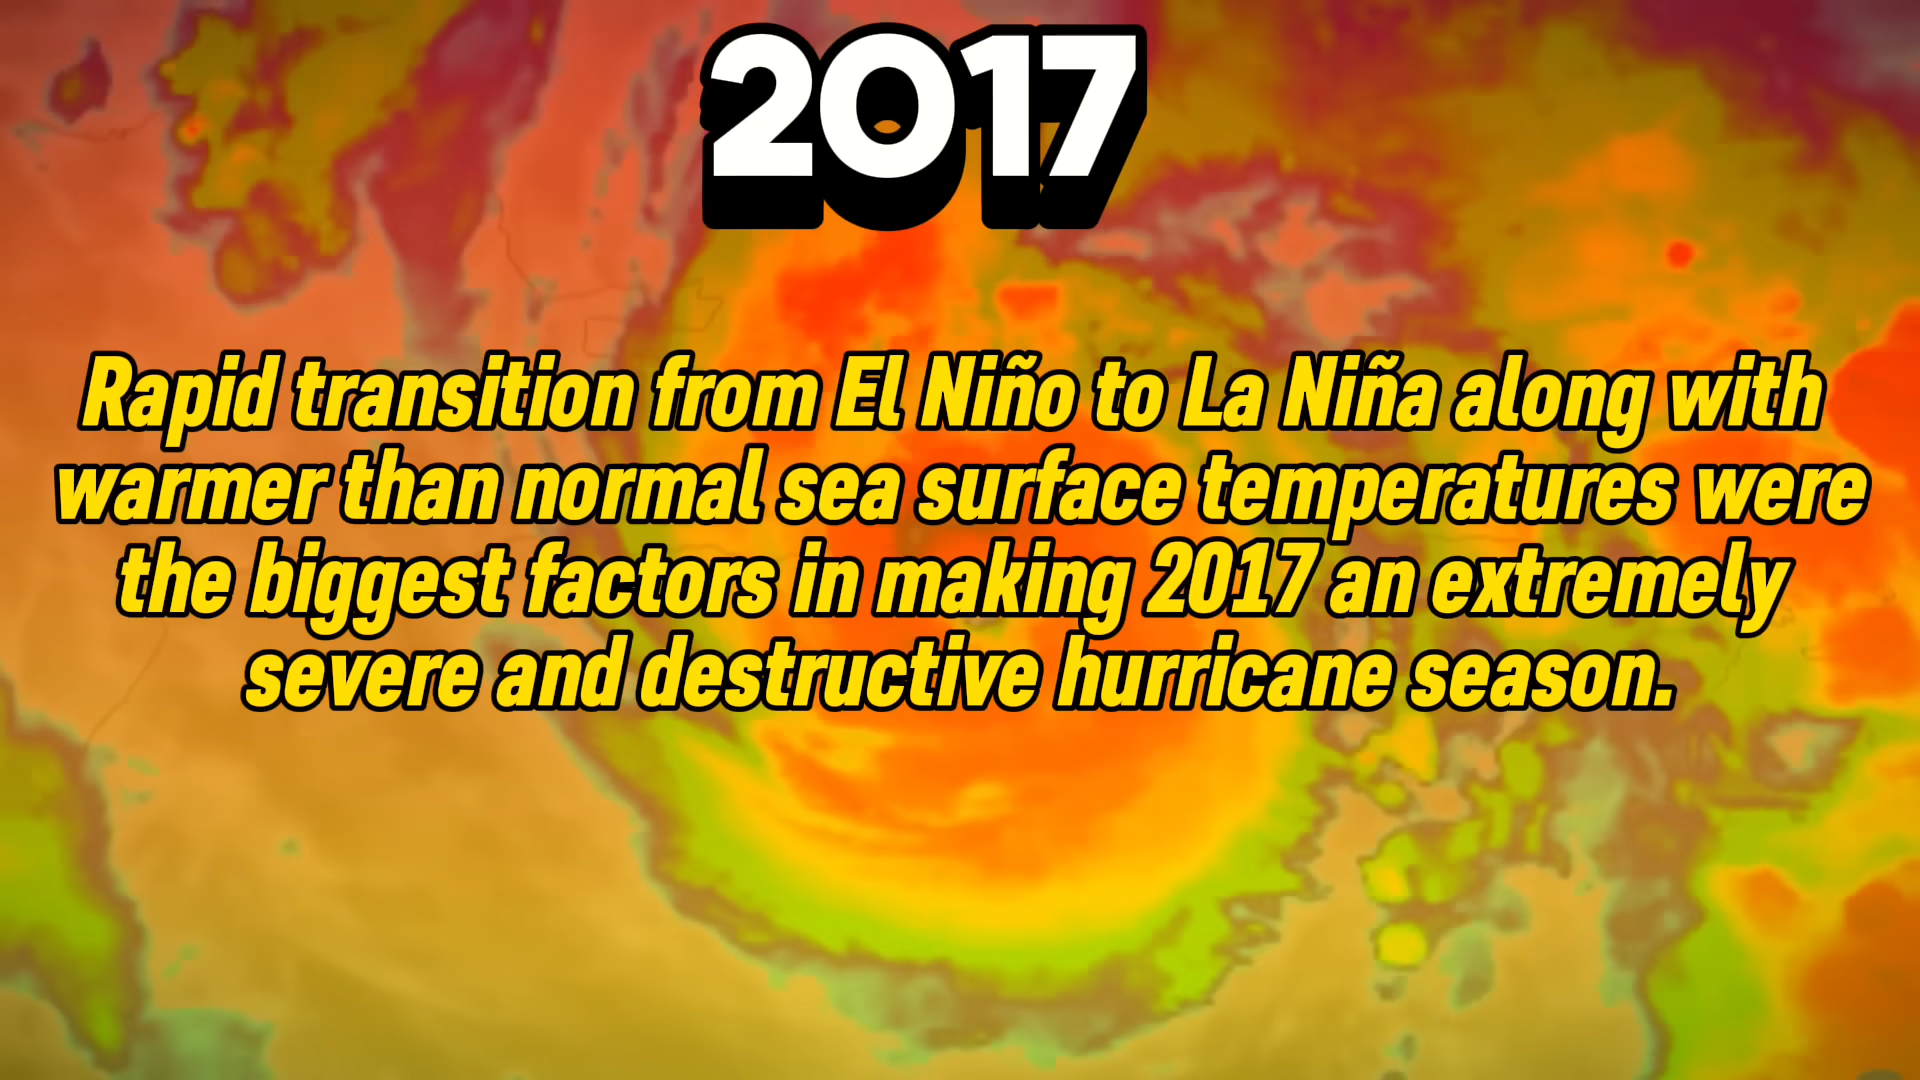 2017
Rapid transition from El Niño to La Niña along with
warmer than normal sea surface temperatures were
the biggest factors in making 2017 an extremely
severe and destructive hurricane season.